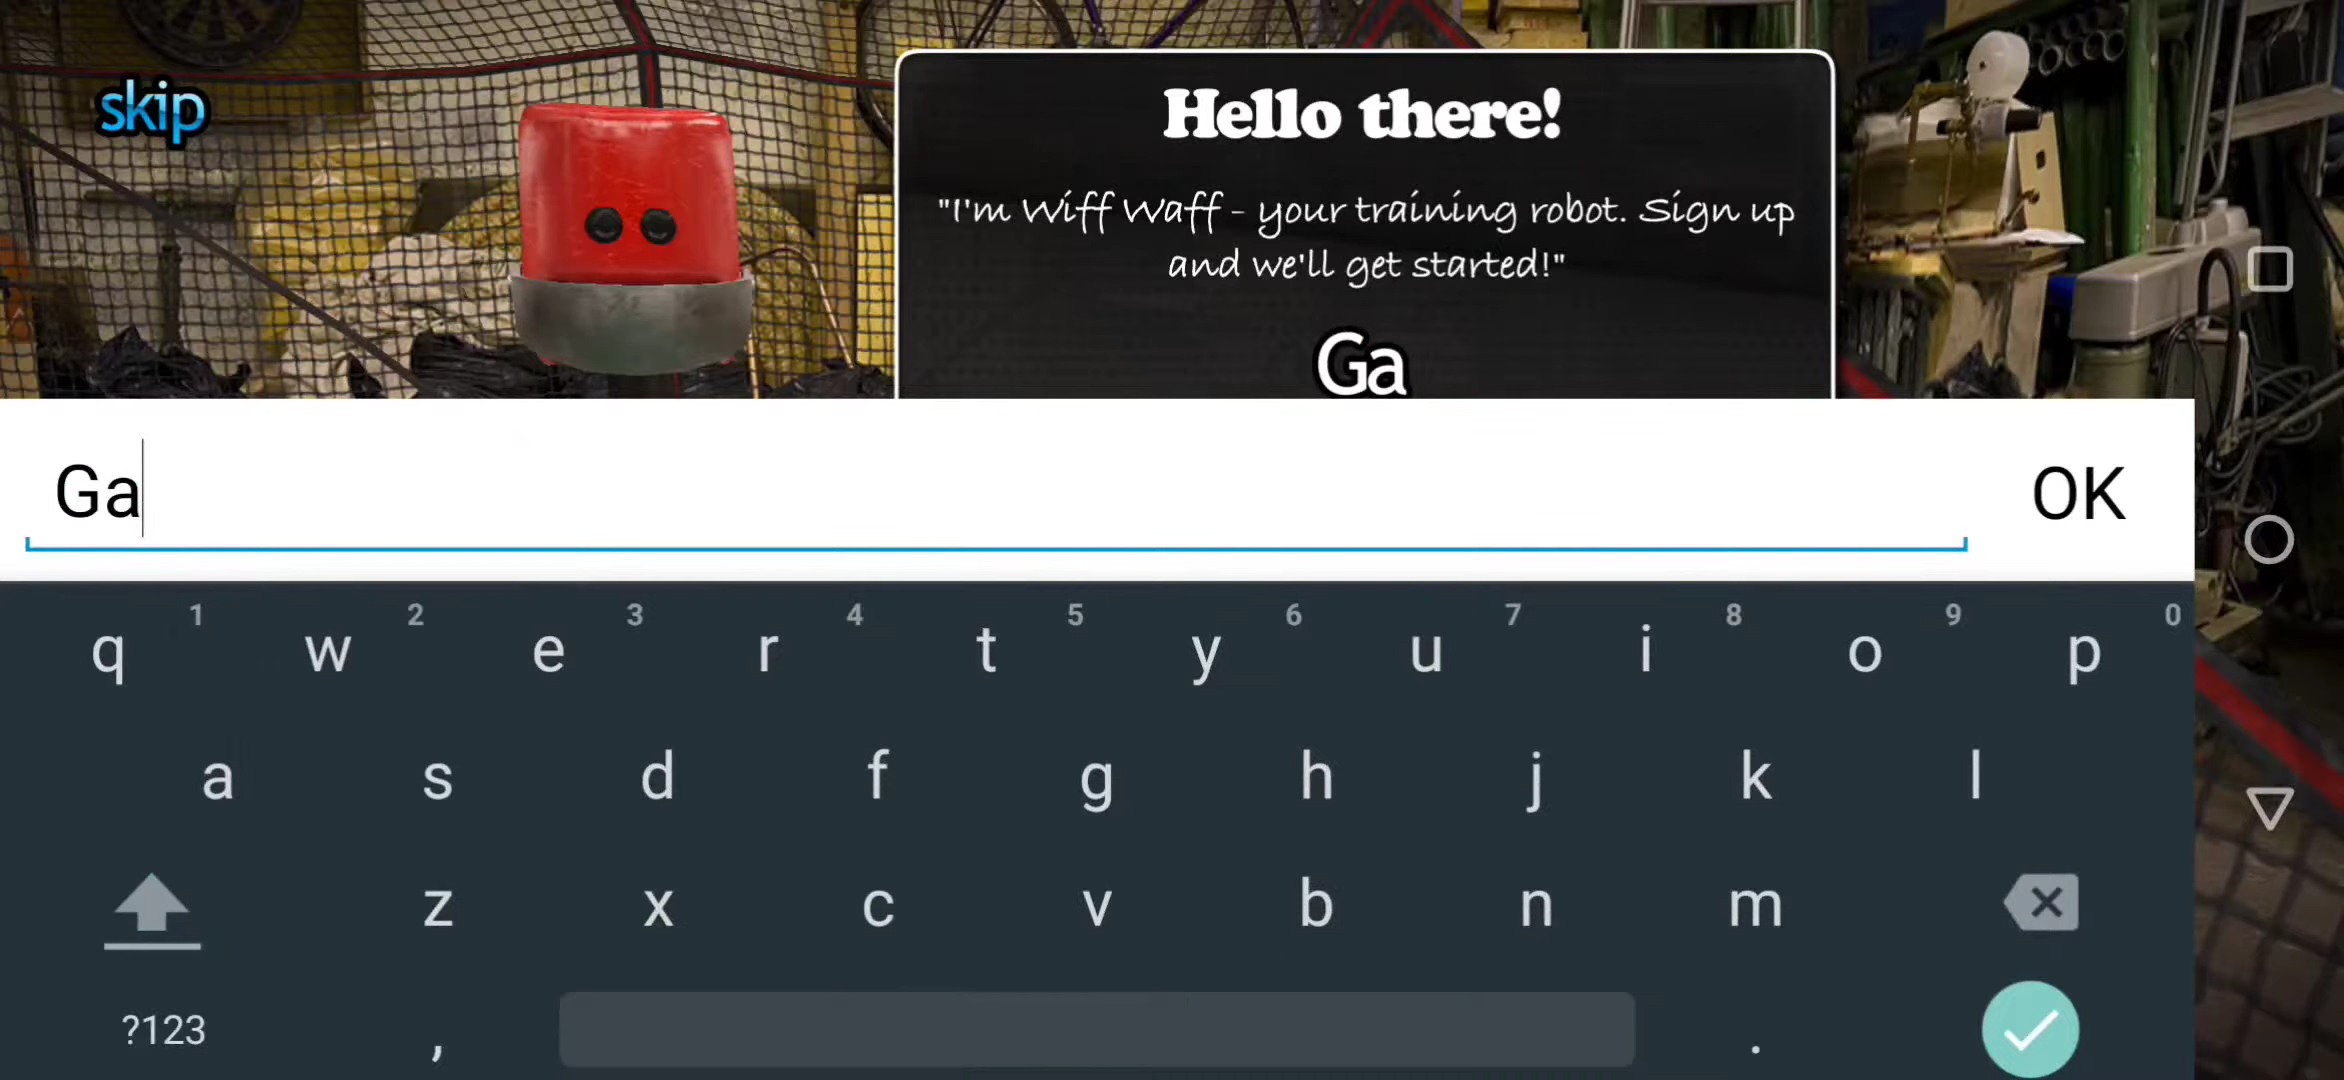 skip
Hello there!
"I'm Wiff Waff - your training robot. Sign up
and we'll get started!"
Ga
Ga OK
1 2 3 4 5 6 7 8 9 0
q w e r t y u i o p
a s d f g h j k l
z x c v b n m
?123 , .